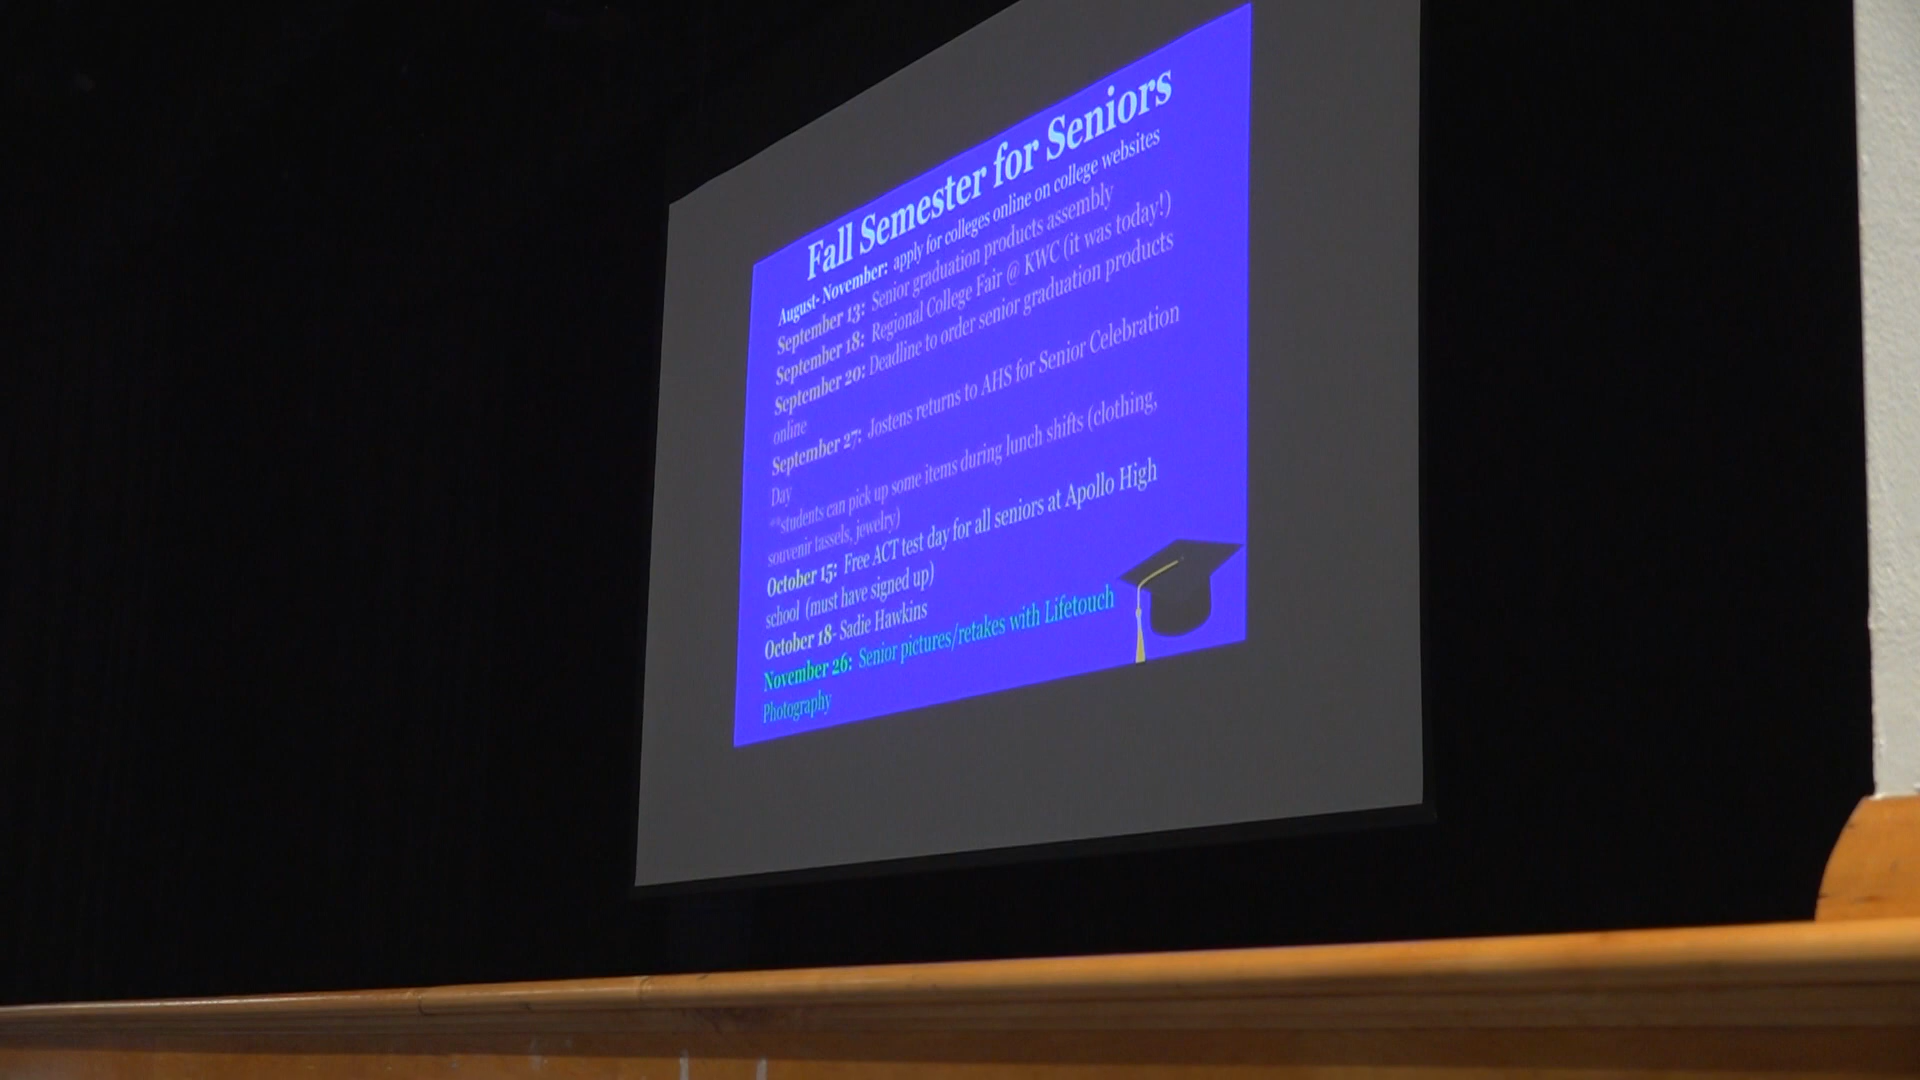 Fall Semester for Seniors
August- November: apply for colleges online on college websites
September 13: Senior graduation products assembly
September 18: Regional College Fair @ KWC (it was today!)
September 20: Deadline to order senior graduation products
online
September 27: Jostens returns to AHS for Senior Celebration
Day
**students can pick up some items during lunch shifts (clothing,
souvenir tassels, jewelry)
October 15: Free ACT test day for all seniors at Apollo High
school (must have signed up)
October 18- Sadie Hawkins
November 26: Senior pictures/retakes with Lifetouch
Photography